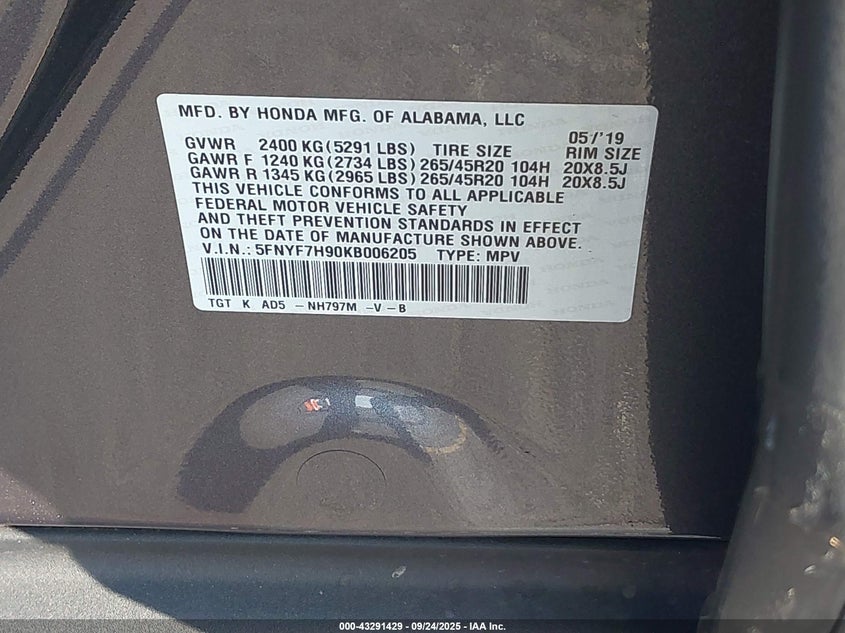 MFD. BY HONDA MFG. OF ALABAMA, LLC
05/'19
GVWR 2400 KG(5291 LBS) TIRE SIZE RIM SIZE
GAWR F 1240 KG(2734 LBS) 265/45R20 104H 20X8.5J
GAWR R 1345 KG(2965 LBS) 265/45R20 104H 20X8.5J
THIS VEHICLE CONFORMS TO ALL APPLICABLE
FEDERAL MOTOR VEHICLE SAFETY
AND THEFT PREVENTION STANDARDS IN EFFECT
ON THE DATE OF MANUFACTURE SHOWN ABOVE.
V.I.N.: 5FNYF7H90KB006205 TYPE: MPV
TGT K AD5 -NH797M -V-B
000-43291429 - 09/24/2025 - IAA Inc.